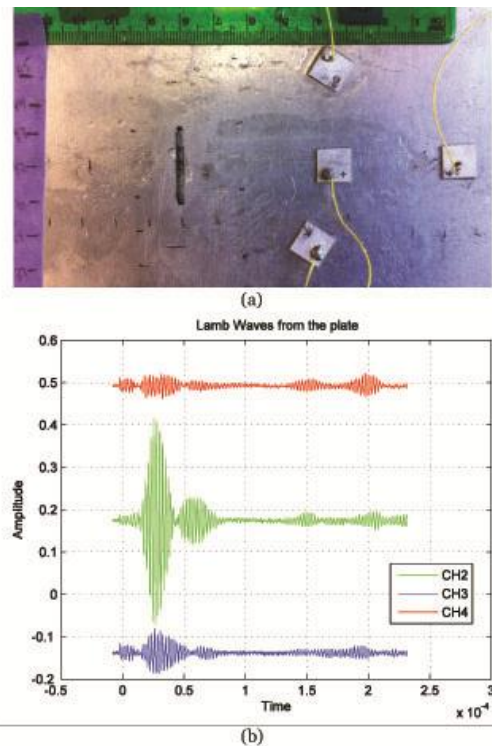 (a)
Lamb Waves from the plate
0.6
0.5
0.4
0.3
0.2
0.1
0
-0.1
-0.2
Amplitude
CH2
CH3
CH4
-0.5 0 0.5 1 1.5 2 2.5 3
Time
x 10⁻⁴
(b)